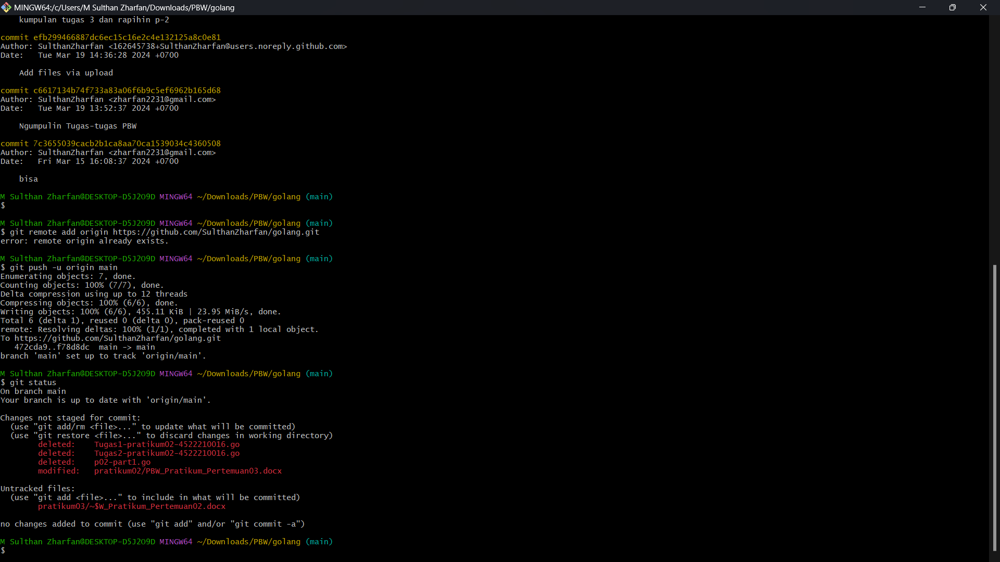 MINGW64:/c/Users/M Sulthan Zharfan/Downloads/PBW/golang
    kumpulan tugas 3 dan rapihin p-2
commit efb299466887dc6ec15c16e2c4e132125a8c0e81
Author: SulthanZharfan <162645738+SulthanZharfan@users.noreply.github.com>
Date:   Tue Mar 19 14:36:28 2024 +0700
    Add files via upload
commit c6617134b74f733a83a06f6b9c5ef6962b165d68
Author: SulthanZharfan <zharfan2231@gmail.com>
Date:   Tue Mar 19 13:52:37 2024 +0700
    Ngumpulin Tugas-tugas PBW
commit 7c3655039cacb2b1ca8aa70ca1539034c4360508
Author: SulthanZharfan <zharfan2231@gmail.com>
Date:   Fri Mar 15 16:08:37 2024 +0700
    bisa
M Sulthan Zharfan@DESKTOP-D5J2O9D MINGW64 ~/Downloads/PBW/golang (main)
$
M Sulthan Zharfan@DESKTOP-D5J2O9D MINGW64 ~/Downloads/PBW/golang (main)
$ git remote add origin https://github.com/SulthanZharfan/golang.git
error: remote origin already exists.
M Sulthan Zharfan@DESKTOP-D5J2O9D MINGW64 ~/Downloads/PBW/golang (main)
$ git push -u origin main
Enumerating objects: 7, done.
Counting objects: 100% (7/7), done.
Delta compression using up to 12 threads
Compressing objects: 100% (6/6), done.
Writing objects: 100% (6/6), 455.11 KiB | 23.95 MiB/s, done.
Total 6 (delta 1), reused 0 (delta 0), pack-reused 0
remote: Resolving deltas: 100% (1/1), completed with 1 local object.
To https://github.com/SulthanZharfan/golang.git
   472cda9..f78d8dc  main -> main
branch 'main' set up to track 'origin/main'.
M Sulthan Zharfan@DESKTOP-D5J2O9D MINGW64 ~/Downloads/PBW/golang (main)
$ git status
On branch main
Your branch is up to date with 'origin/main'.
Changes not staged for commit:
  (use "git add/rm <file>..." to update what will be committed)
  (use "git restore <file>..." to discard changes in working directory)
        deleted:    Tugas1-pratikum02-4522210016.go
        deleted:    Tugas2-pratikum02-4522210016.go
        deleted:    p02-part1.go
        modified:   pratikum02/PBW_Pratikum_Pertemuan03.docx
Untracked files:
  (use "git add <file>..." to include in what will be committed)
        pratikum03/~$W_Pratikum_Pertemuan02.docx
no changes added to commit (use "git add" and/or "git commit -a")
M Sulthan Zharfan@DESKTOP-D5J2O9D MINGW64 ~/Downloads/PBW/golang (main)
$